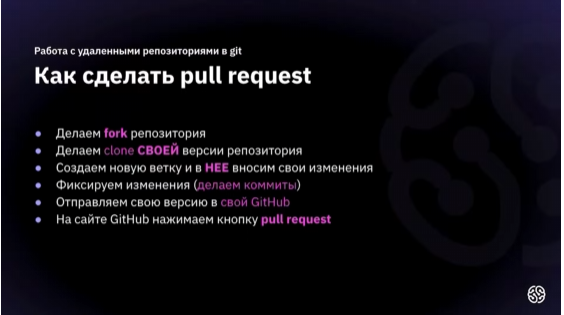 Работа с удаленными репозиториями в git
Как сделать pull request
• Делаем fork репозитория
• Делаем clone СВОЕЙ версии репозитория
• Создаем новую ветку и в НЕЕ вносим свои изменения
• Фиксируем изменения (делаем коммиты)
• Отправляем свою версию в свой GitHub
• На сайте GitHub нажимаем кнопку pull request